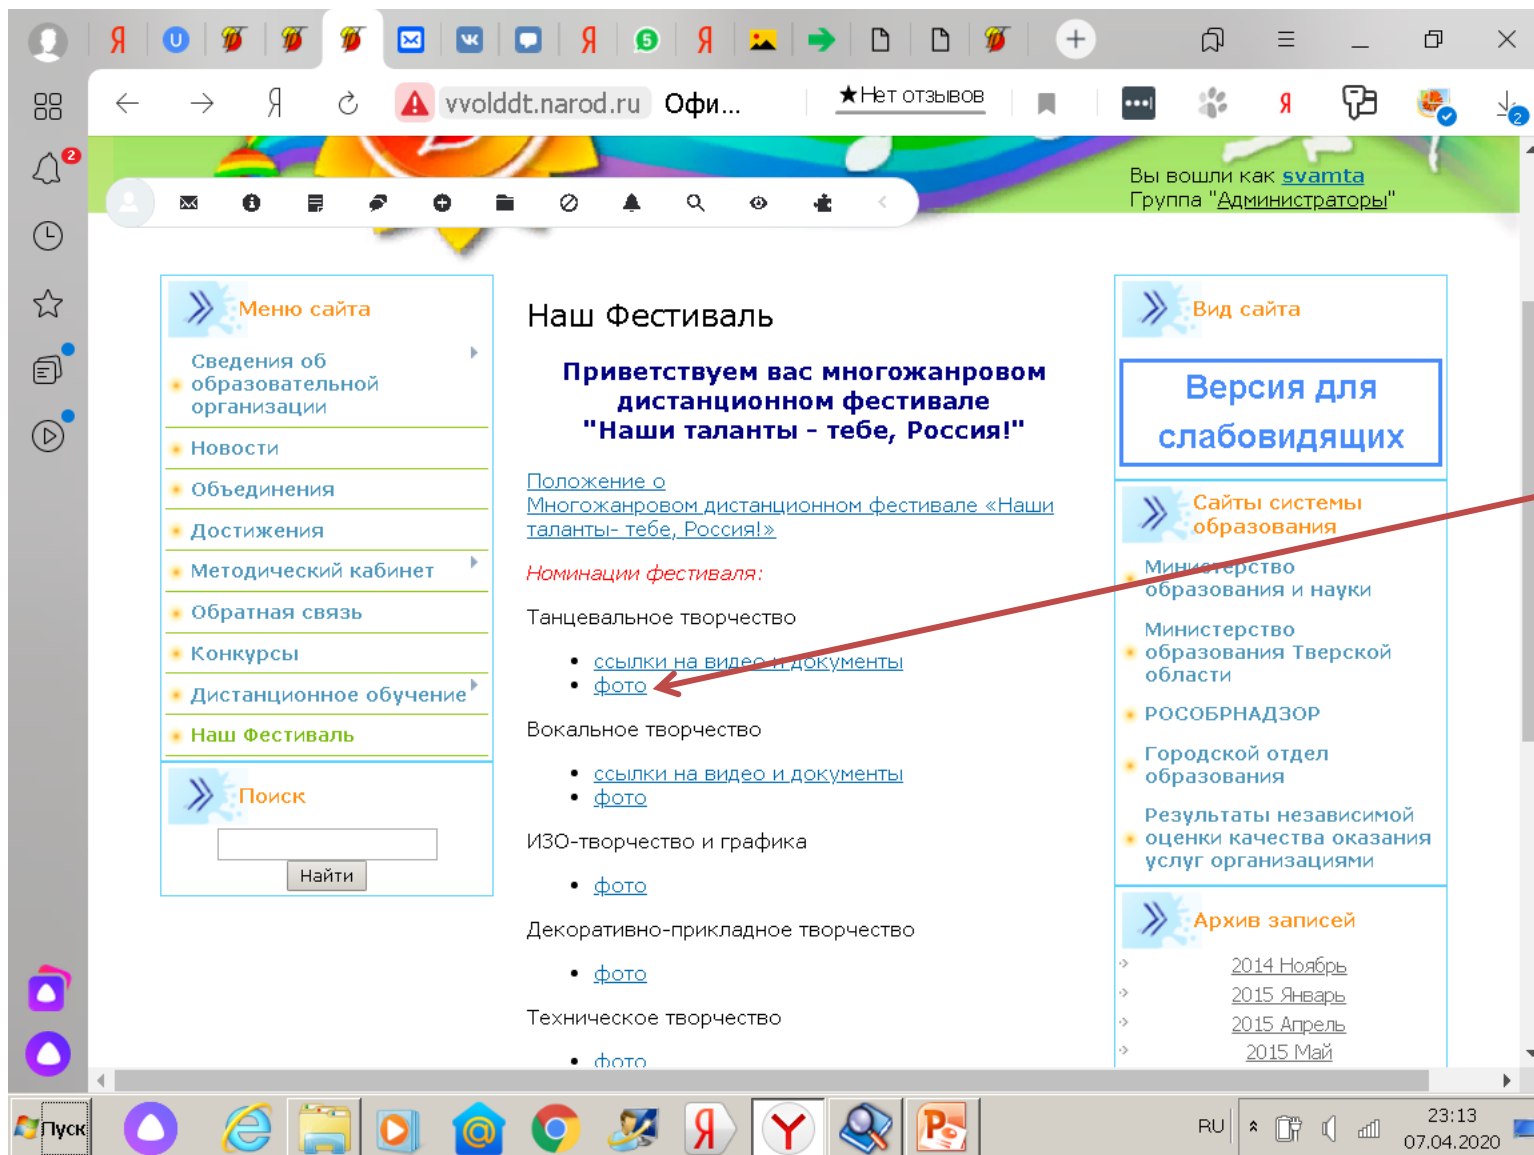 vvolddt.narod.ru Офи...
★Нет отзывов
2
2
5
Вы вошли как svamta
Группа "Администраторы"
Меню сайта
Сведения об
образовательной
организации
Новости
Объединения
Достижения
Методический кабинет
Обратная связь
Конкурсы
Дистанционное обучение
Наш Фестиваль
Поиск
Найти
Наш Фестиваль
Приветствуем вас многожанровом
дистанционном фестивале
"Наши таланты - тебе, Россия!"
Положение о
Многожанровом дистанционном фестивале «Наши
таланты- тебе, Россия!»
Номинации фестиваля:
Танцевальное творчество
ссылки на видео и документы
фото
Вокальное творчество
ссылки на видео и документы
фото
ИЗО-творчество и графика
фото
Декоративно-прикладное творчество
фото
Техническое творчество
фото
Вид сайта
Версия для
слабовидящих
Сайты системы
образования
Министерство
образования и науки
Министерство
образования Тверской
области
РОСОБРНАДЗОР
Городской отдел
образования
Результаты независимой
оценки качества оказания
услуг организациями
Архив записей
2014 Ноябрь
2015 Январь
2015 Апрель
2015 Май
Пуск
RU
23:13
07.04.2020